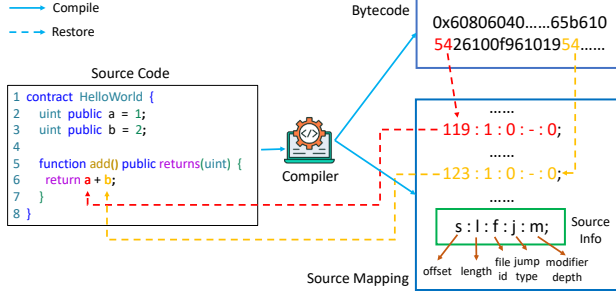 Compile
Restore
Source Code
1 contract HelloWorld {
2 uint public a = 1;
3 uint public b = 2;
4
5 function add() public returns(uint) {
6 return a + b;
7 }
8 }
Compiler
Bytecode
0x60806040......65b610
5426100f96101954......
......
119 : 1 : 0 : - : 0;
......
123 : 1 : 0 : - : 0;
......
s : l : f : j : m;
Source
Info
offset
length
file
id
jump
type
modifier
depth
Source Mapping